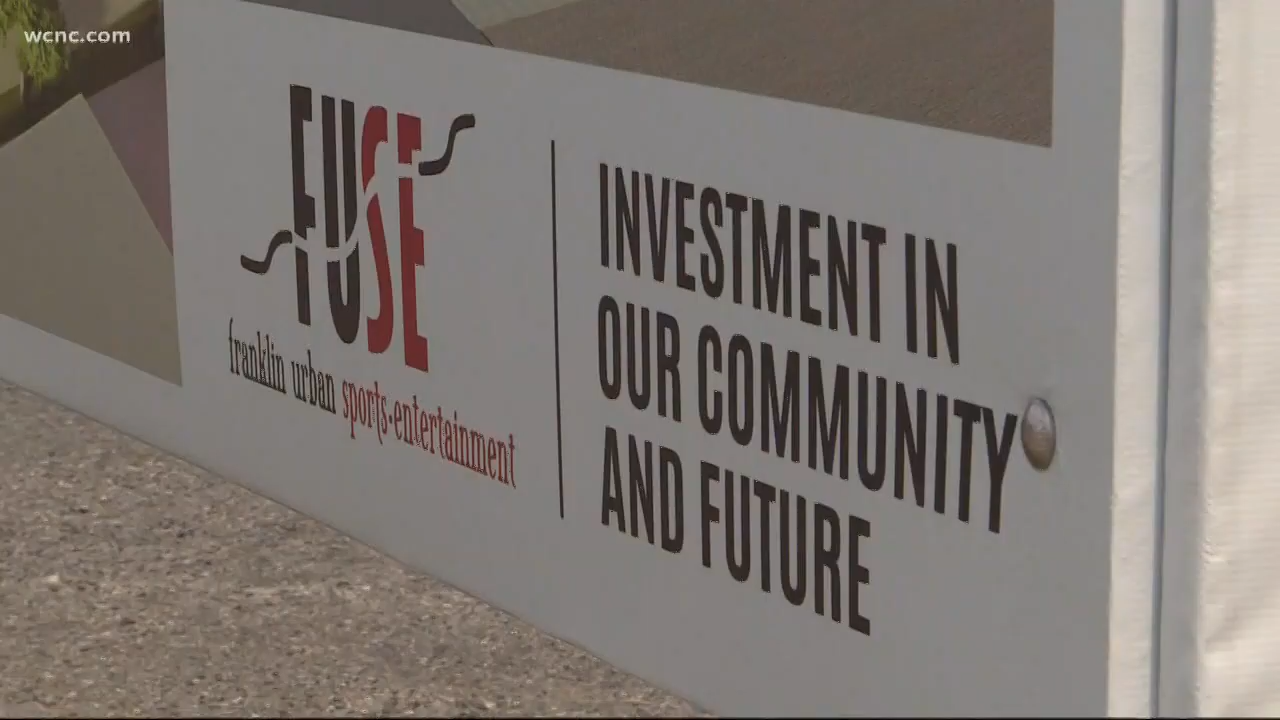 wcnc.com
FUSE
franklin urban sports•entertainment
INVESTMENT IN
OUR COMMUNITY
AND FUTURE